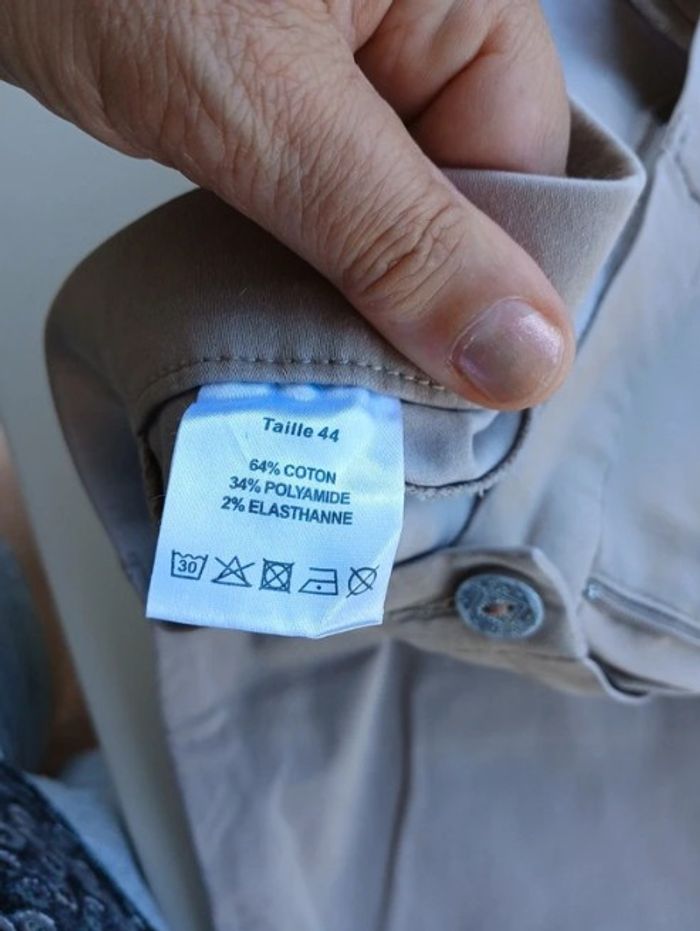 Taille 44
64% COTON
34% POLYAMIDE
2% ELASTHANNE
30